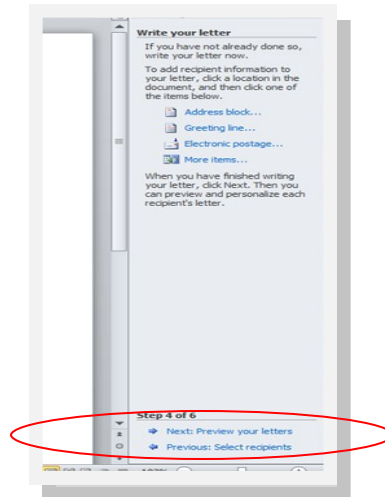 Write your letter
If you have not already done so,
write your letter now.
To add recipient information to
your letter, click a location in the
document, and then click one of
the items below.
Address block...
Greeting line...
Electronic postage...
More items...
When you have finished writing
your letter, click Next. Then you
can preview and personalize each
recipient's letter.
Step 4 of 6
Next: Preview your letters
Previous: Select recipients